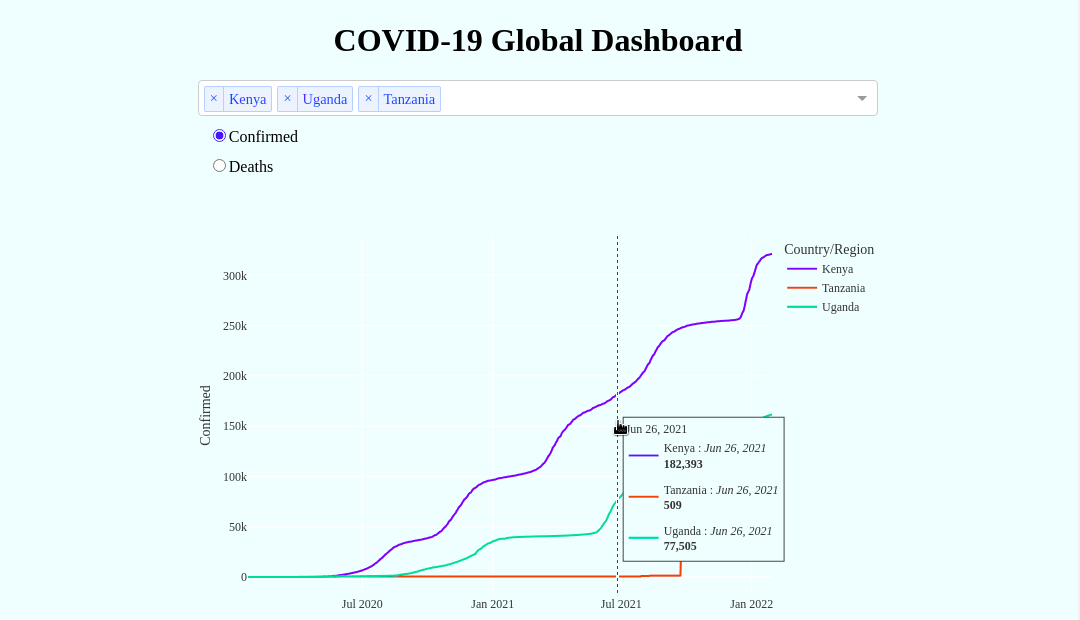 COVID-19 Global Dashboard
× Kenya × Uganda × Tanzania
Confirmed
Deaths
Country/Region
Kenya
Tanzania
Uganda
Confirmed
300k
250k
200k
150k
100k
50k
0
Jul 2020 Jan 2021 Jul 2021 Jan 2022
Jun 26, 2021
Kenya : Jun 26, 2021
182,393
Tanzania : Jun 26, 2021
509
Uganda : Jun 26, 2021
77,505